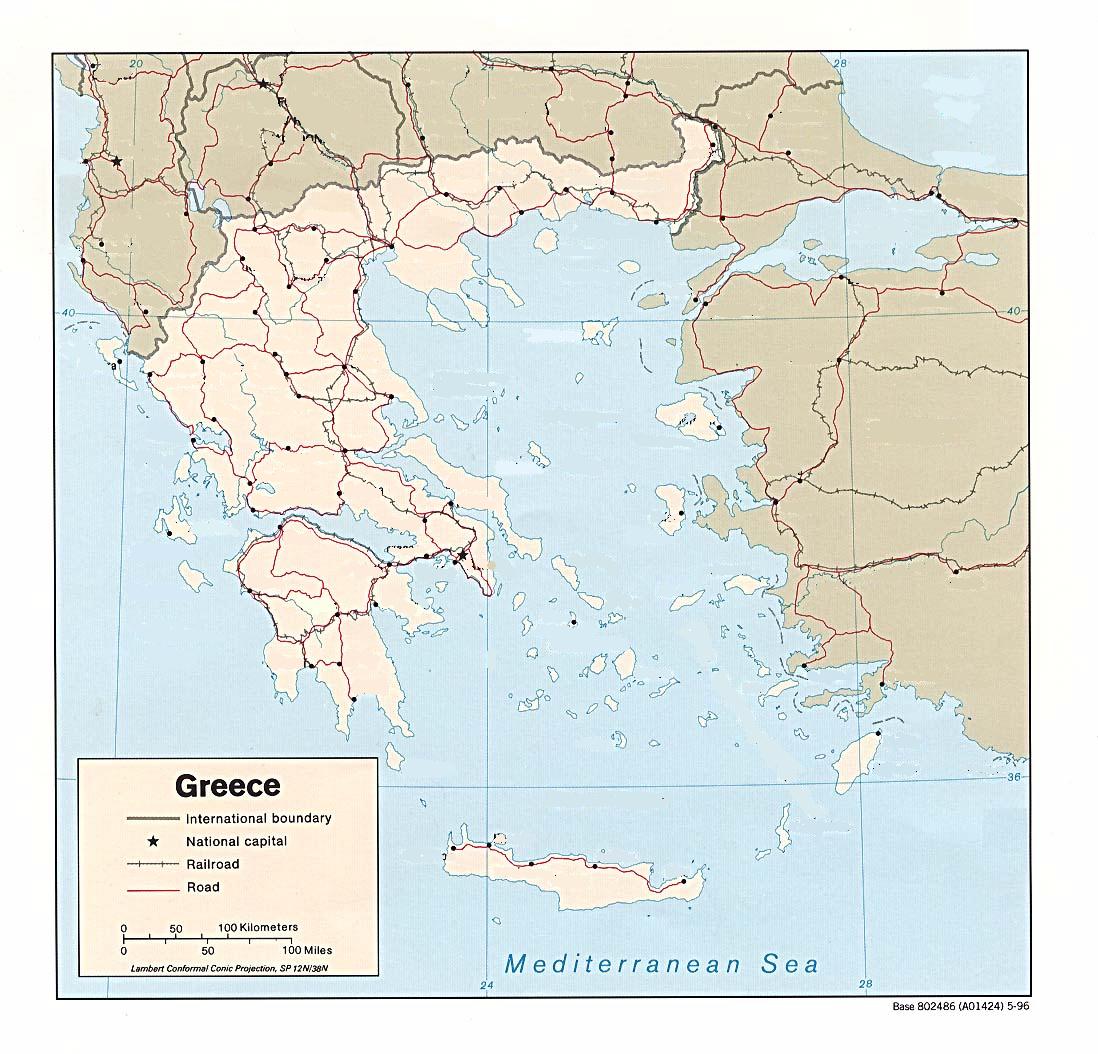 20
24
28
40
40
36
Greece
International boundary
National capital
Railroad
Road
0 50 100 Kilometers
0 50 100 Miles
Lambert Conformal Conic Projection, SP 12N/38N
Mediterranean Sea
24
28
Base 802486 (A01424) 5-96